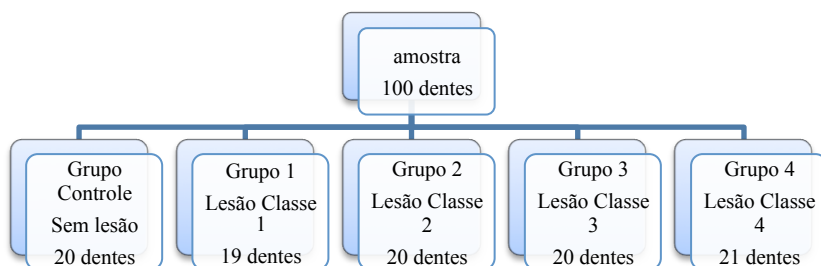 amostra
100 dentes
Grupo
Controle
Sem lesão
20 dentes
Grupo 1
Lesão Classe
1
19 dentes
Grupo 2
Lesão Classe
2
20 dentes
Grupo 3
Lesão Classe
3
20 dentes
Grupo 4
Lesão Classe
4
21 dentes